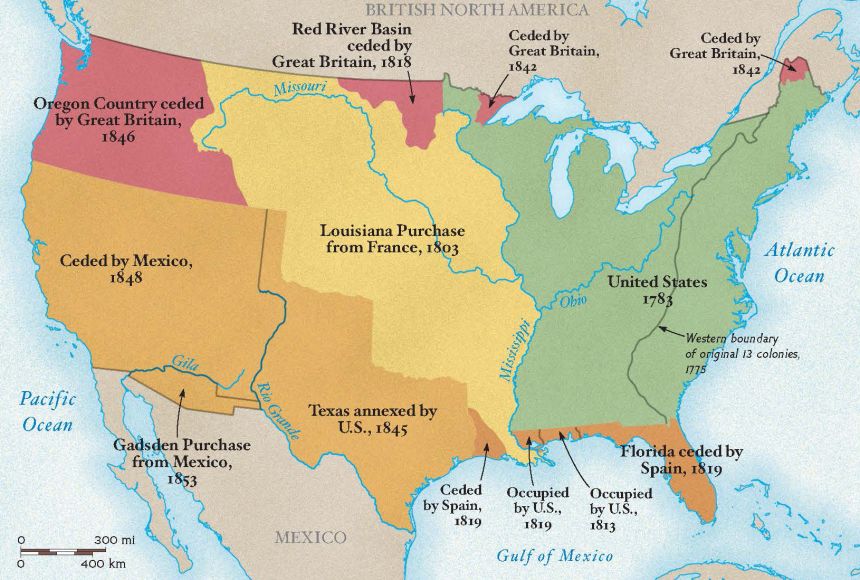 BRITISH NORTH AMERICA
Red River Basin
ceded by
Great Britain, 1818
Ceded by
Great Britain,
1842
Ceded by
Great Britain,
1842
Missouri
Oregon Country ceded
by Great Britain,
1846
Louisiana Purchase
from France, 1803
Ceded by Mexico,
1848
Atlantic
Ocean
United States
1783
Ohio
Mississippi
Western boundary
of original 13 colonies,
1775
Gila
Rio Grande
Pacific
Ocean
Texas annexed by
U.S., 1845
Gadsden Purchase
from Mexico,
1853
Florida ceded by
Spain, 1819
Ceded
by Spain,
1819
Occupied
by U.S.,
1819
Occupied
by U.S.,
1813
MEXICO
Gulf of Mexico
0 300 mi
0 400 km